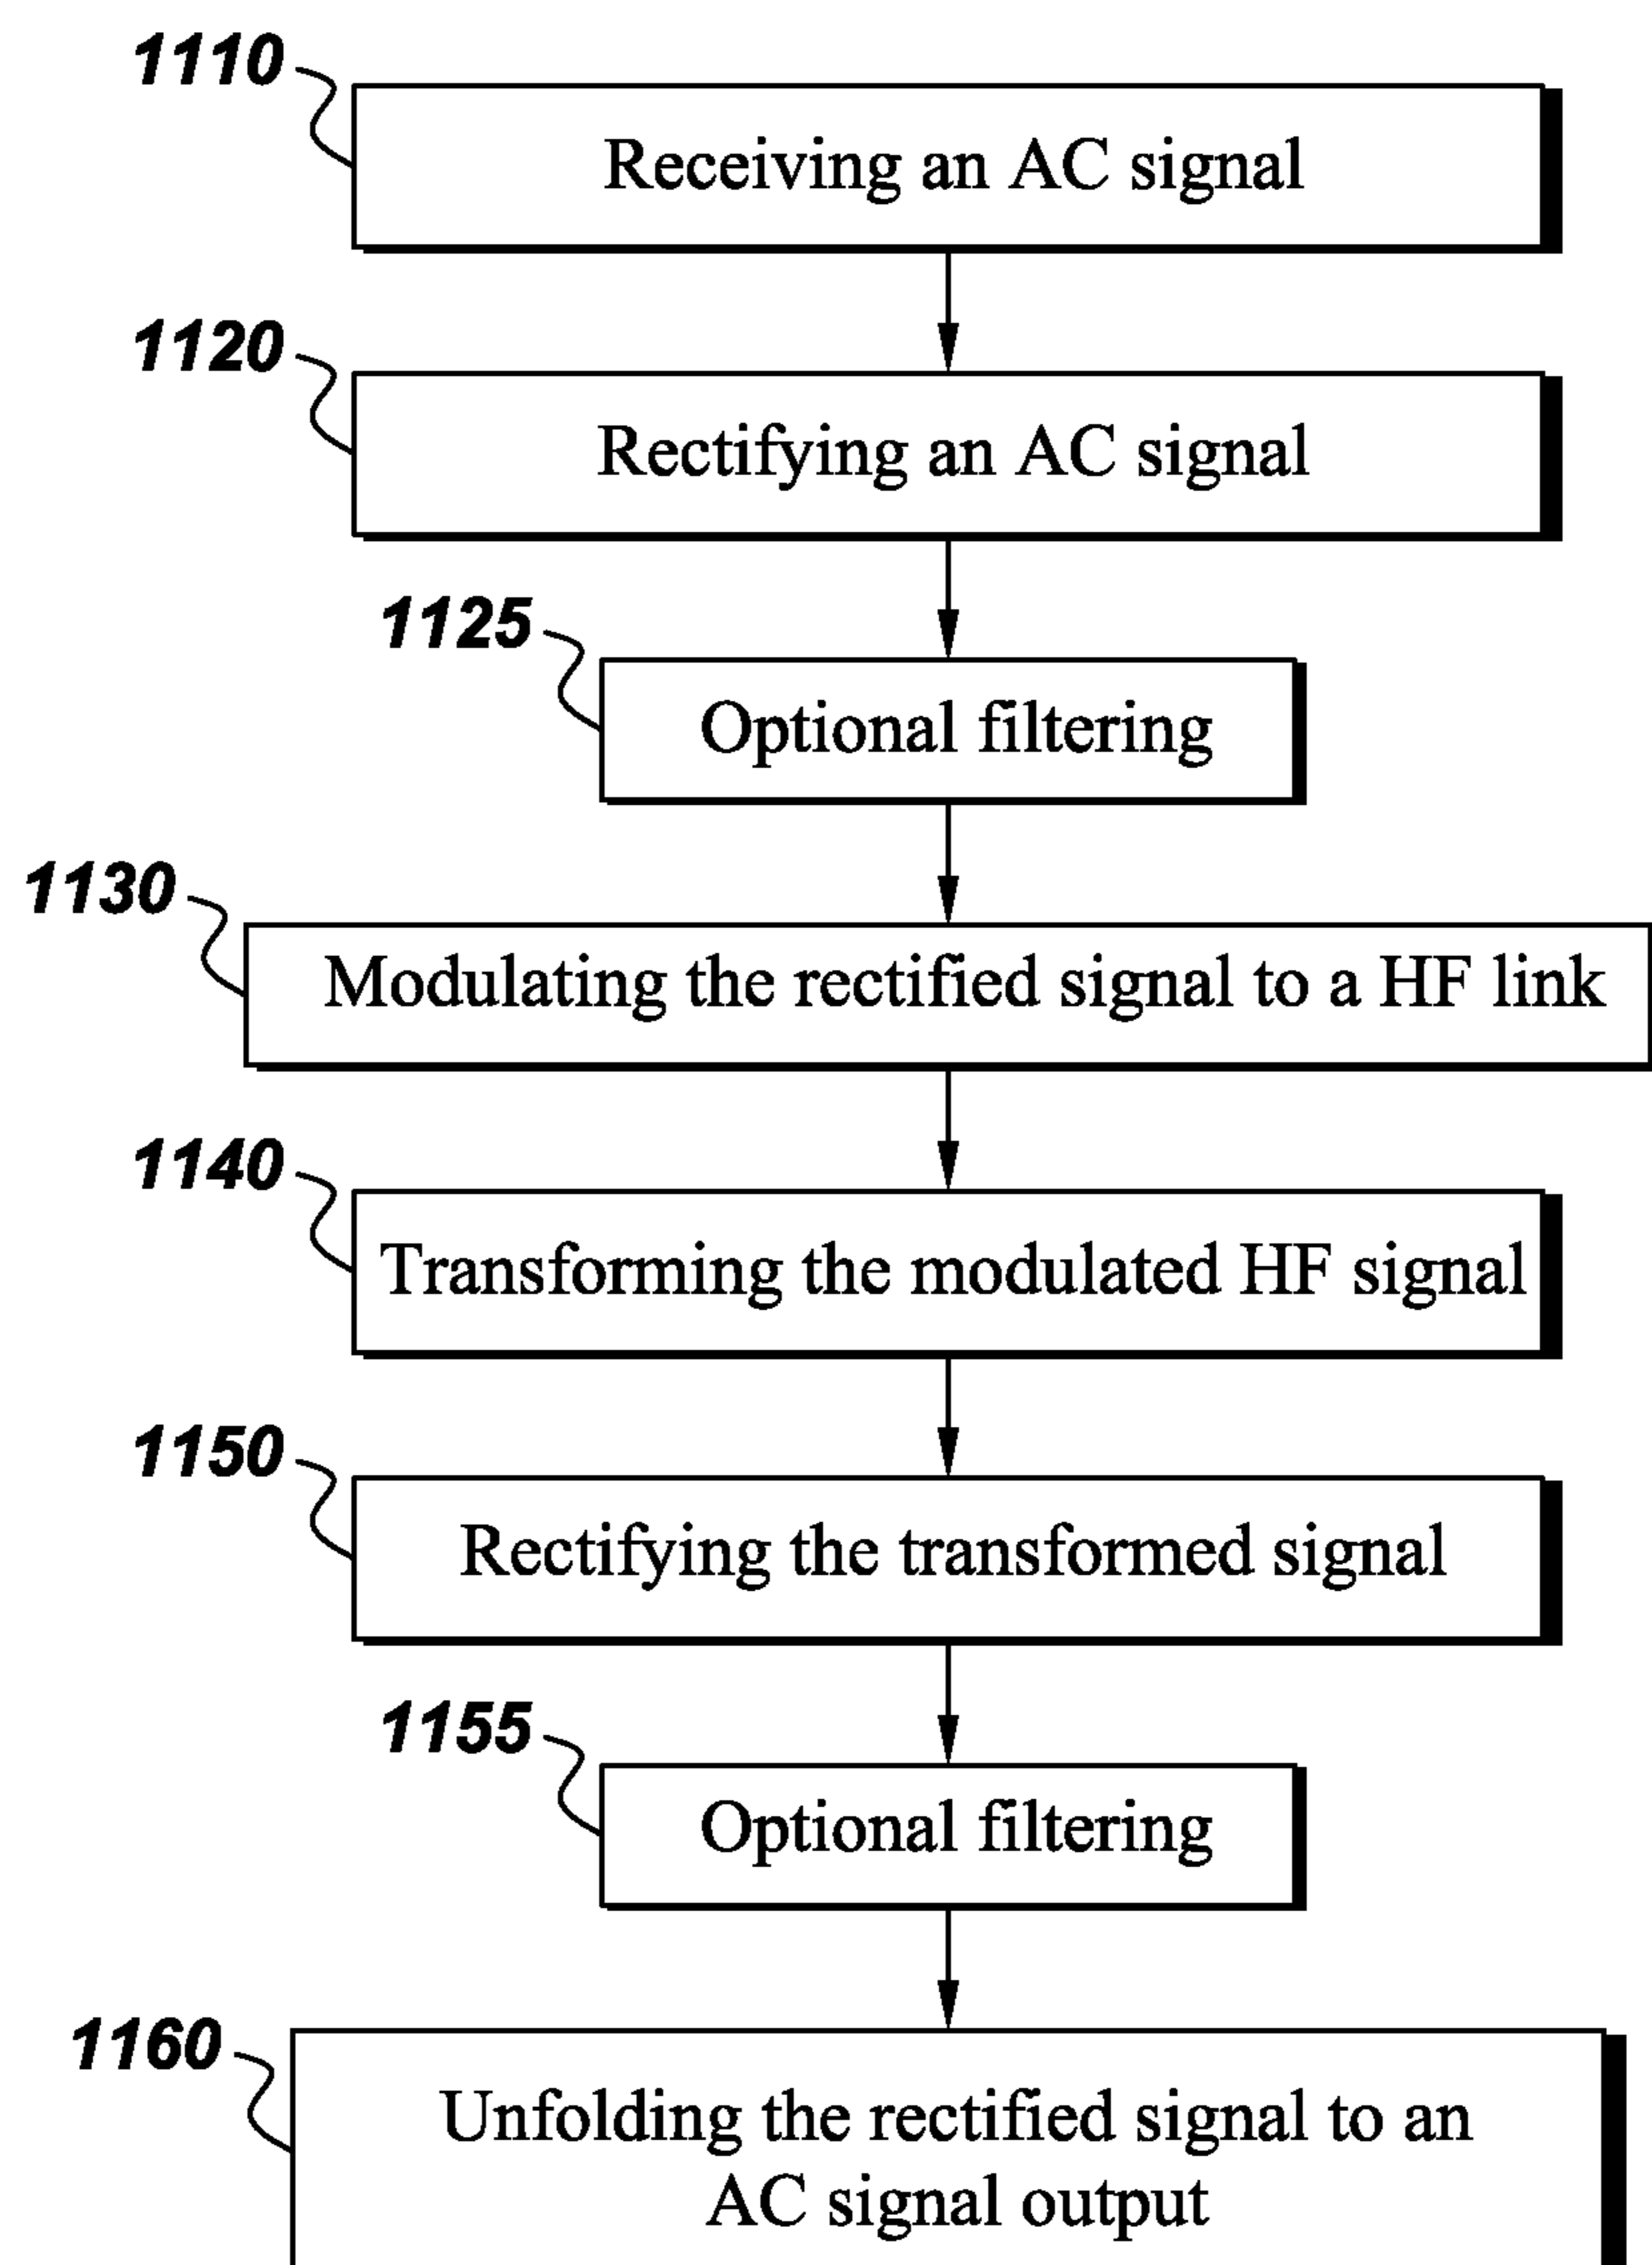 1110
Receiving an AC signal
1120
Rectifying an AC signal
1125
Optional filtering
1130
Modulating the rectified signal to a HF link
1140
Transforming the modulated HF signal
1150
Rectifying the transformed signal
1155
Optional filtering
1160
Unfolding the rectified signal to an
AC signal output